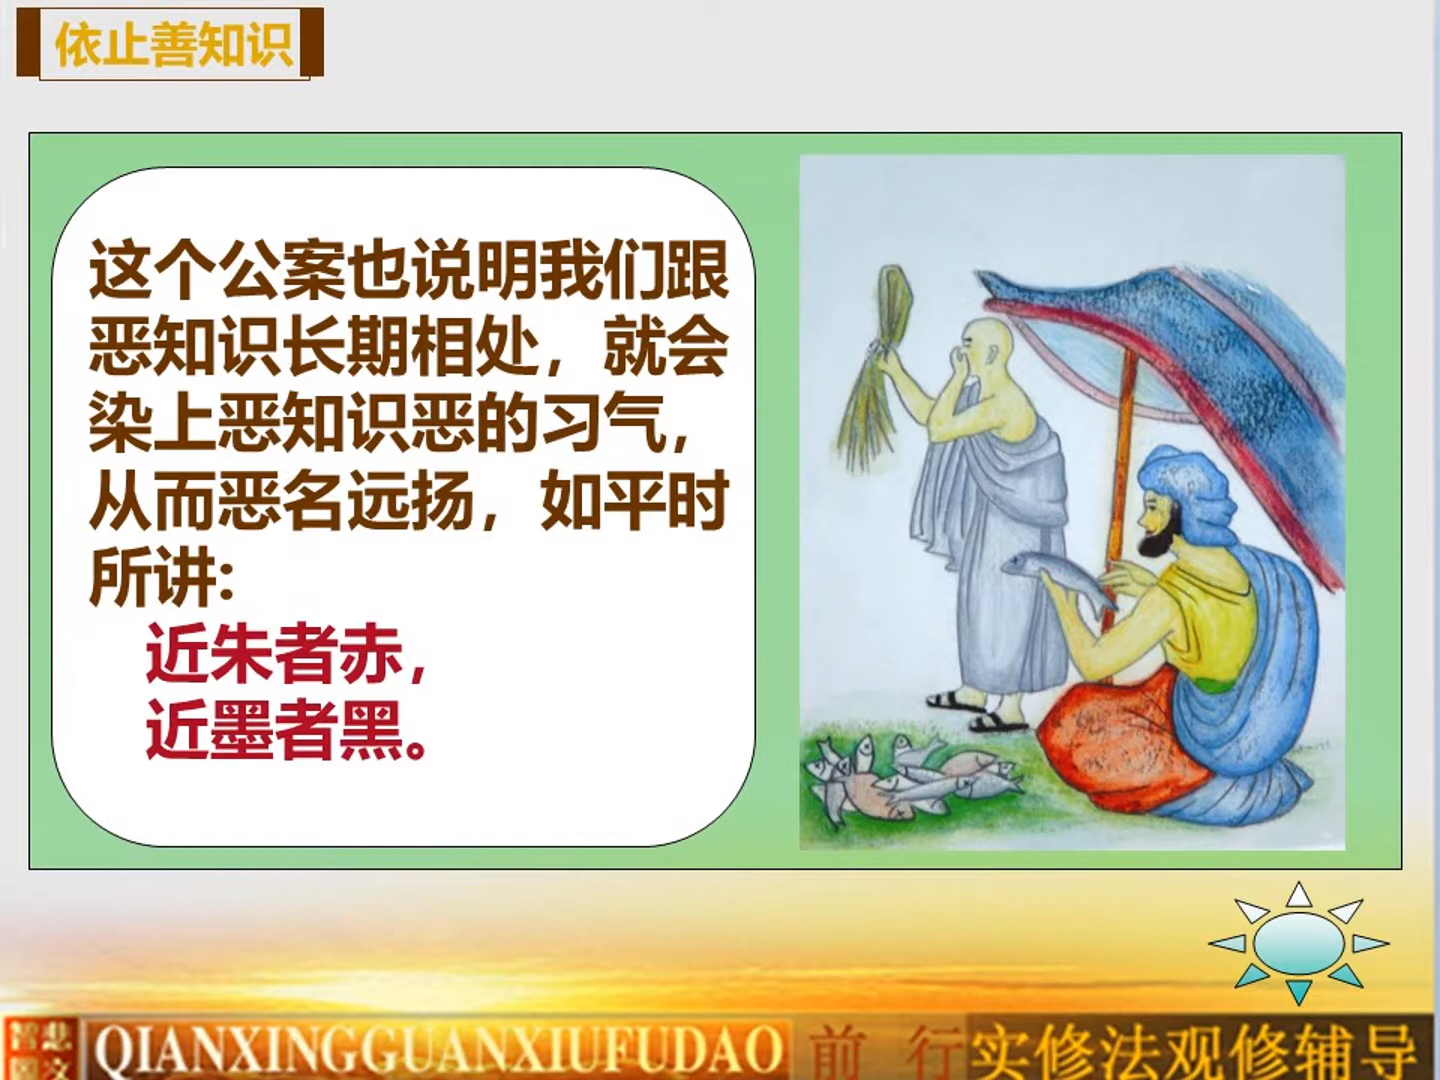 依止善知识
这个公案也说明我们跟
恶知识长期相处，就会
染上恶知识恶的习气，
从而恶名远扬，如平时
所讲：
近朱者赤，
近墨者黑。
智悲
QIANXINGGUANXIUFUDAO 前 行 实修法观修辅导